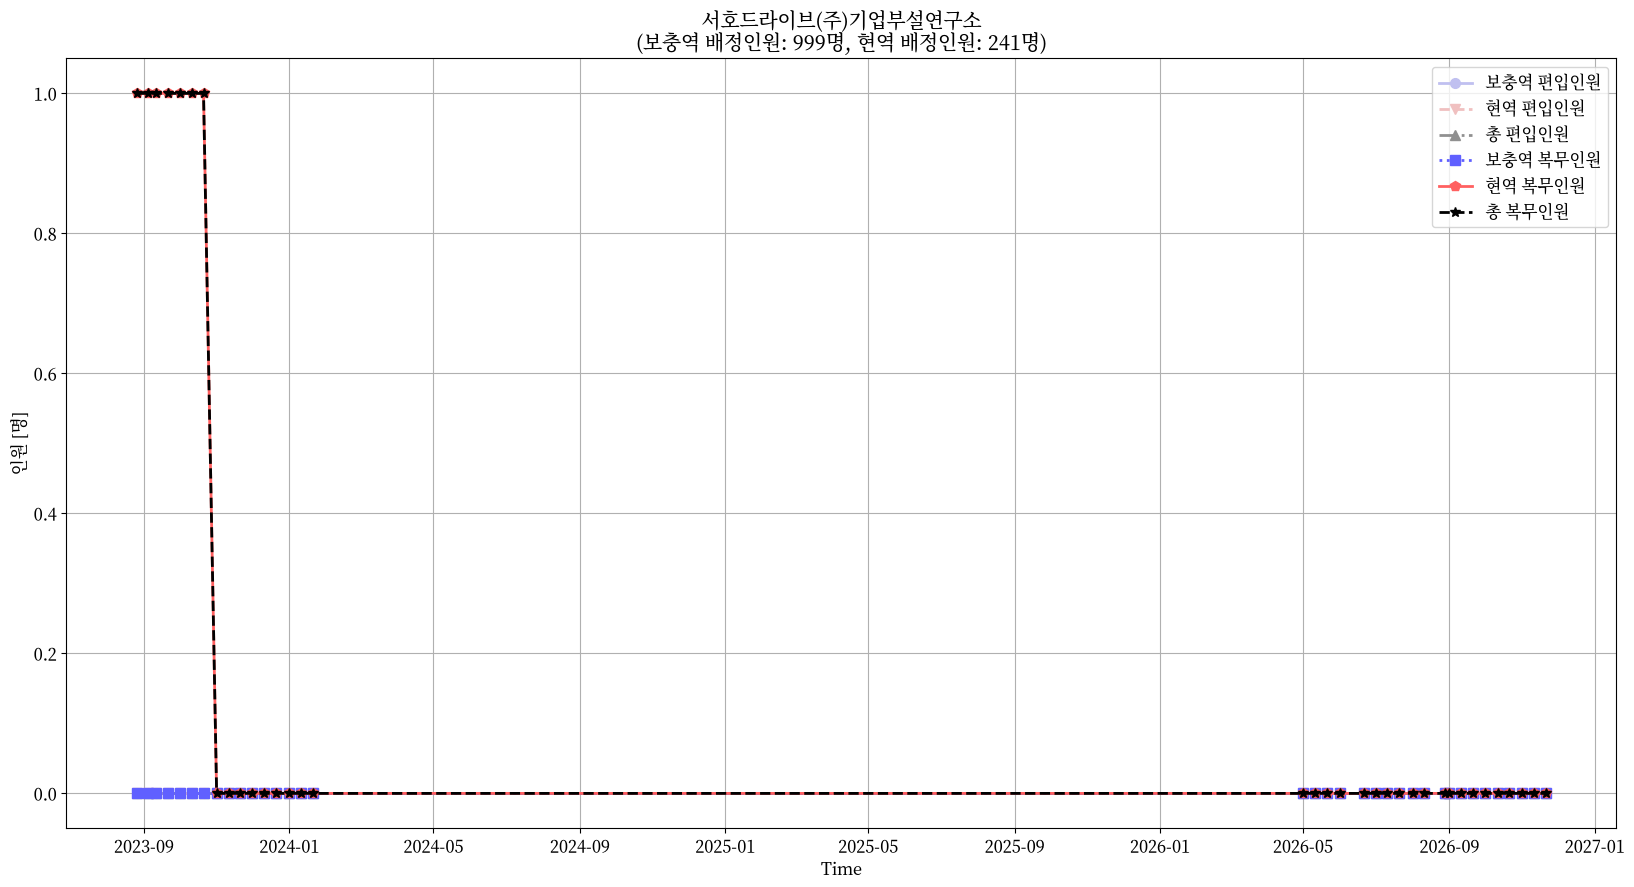 서호드라이브(주)기업부설연구소
(보충역 배정인원: 999명, 현역 배정인원: 241명)
보충역 편입인원
현역 편입인원
총 편입인원
보충역 복무인원
현역 복무인원
총 복무인원
인원 [명]
1.0
0.8
0.6
0.4
0.2
0.0
2023-09 2024-01 2024-05 2024-09 2025-01 2025-05 2025-09 2026-01 2026-05 2026-09 2027-01
Time